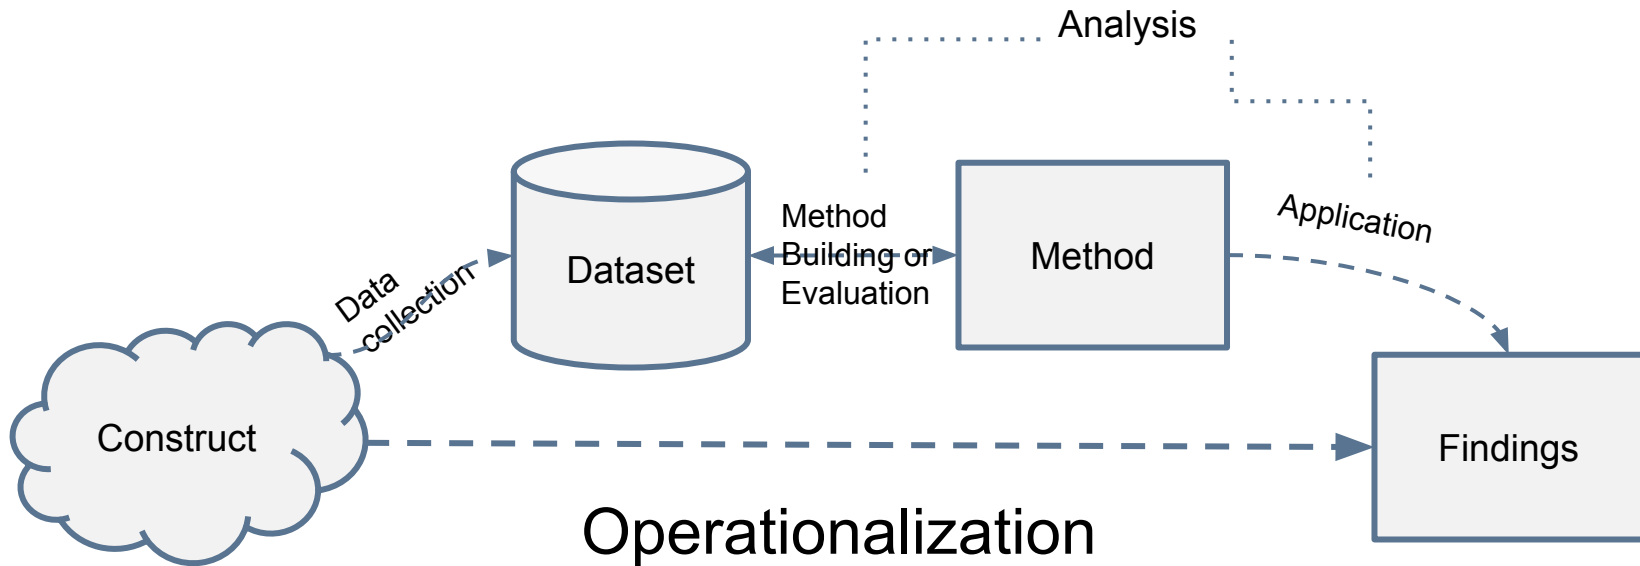 Analysis
Method
Building or
Evaluation
Application
Dataset
Method
Data
collection
Construct
Findings
Operationalization